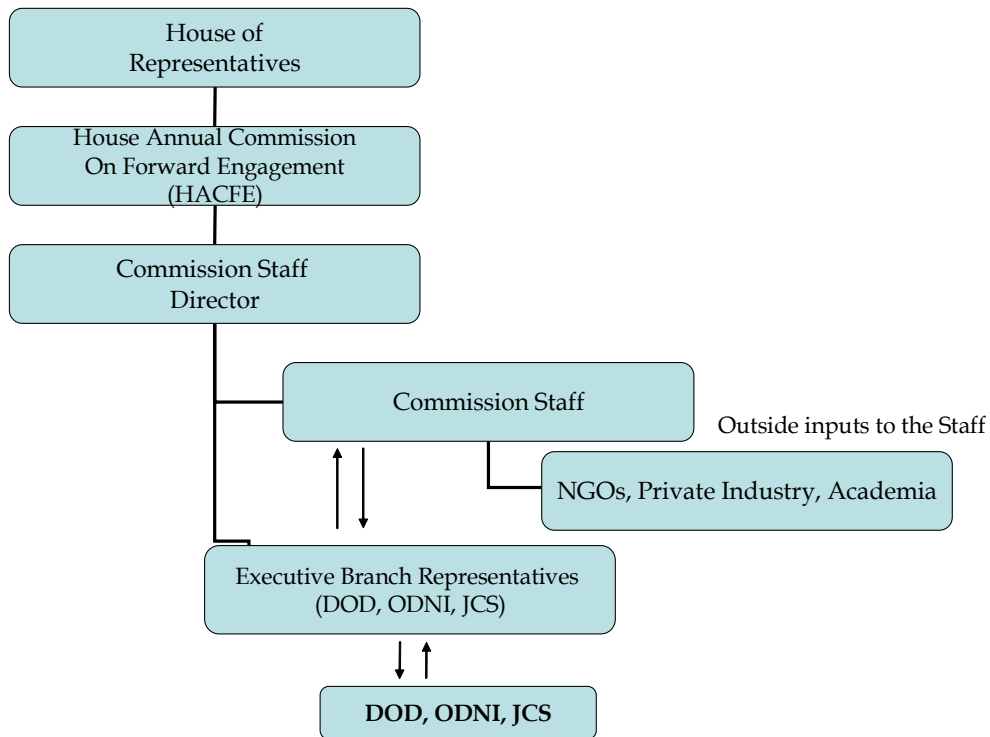 House of
Representatives
House Annual Commission
On Forward Engagement
(HACFE)
Commission Staff
Director
Commission Staff
Outside inputs to the Staff
NGOs, Private Industry, Academia
Executive Branch Representatives
(DOD, ODNI, JCS)
DOD, ODNI, JCS